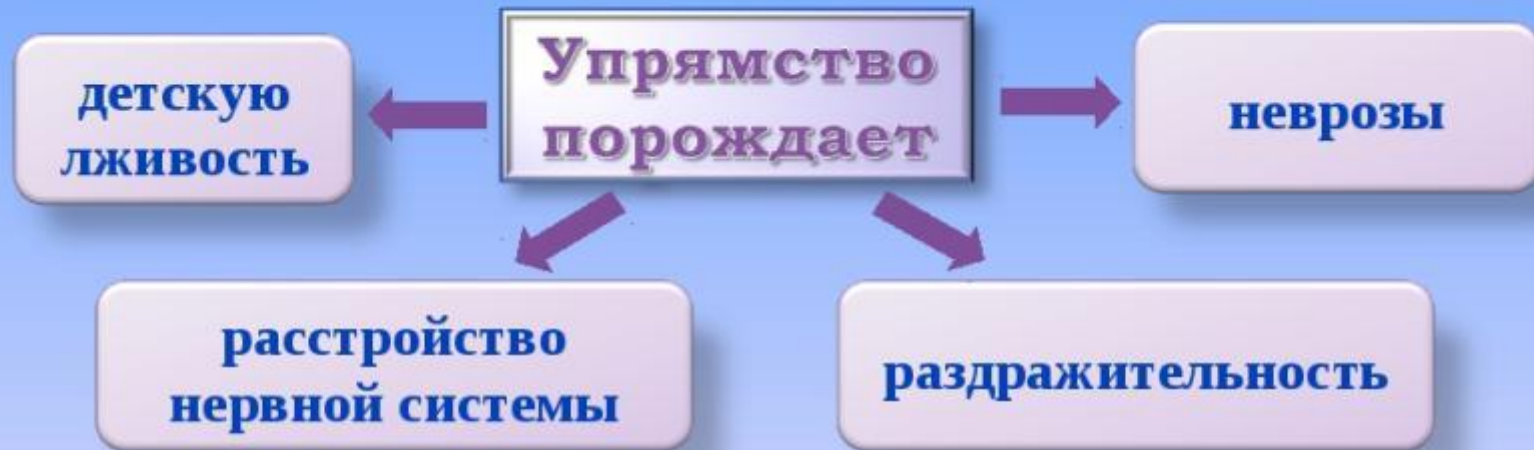 Упрямство
порождает
детскую
лживость
неврозы
расстройство
нервной системы
раздражительность